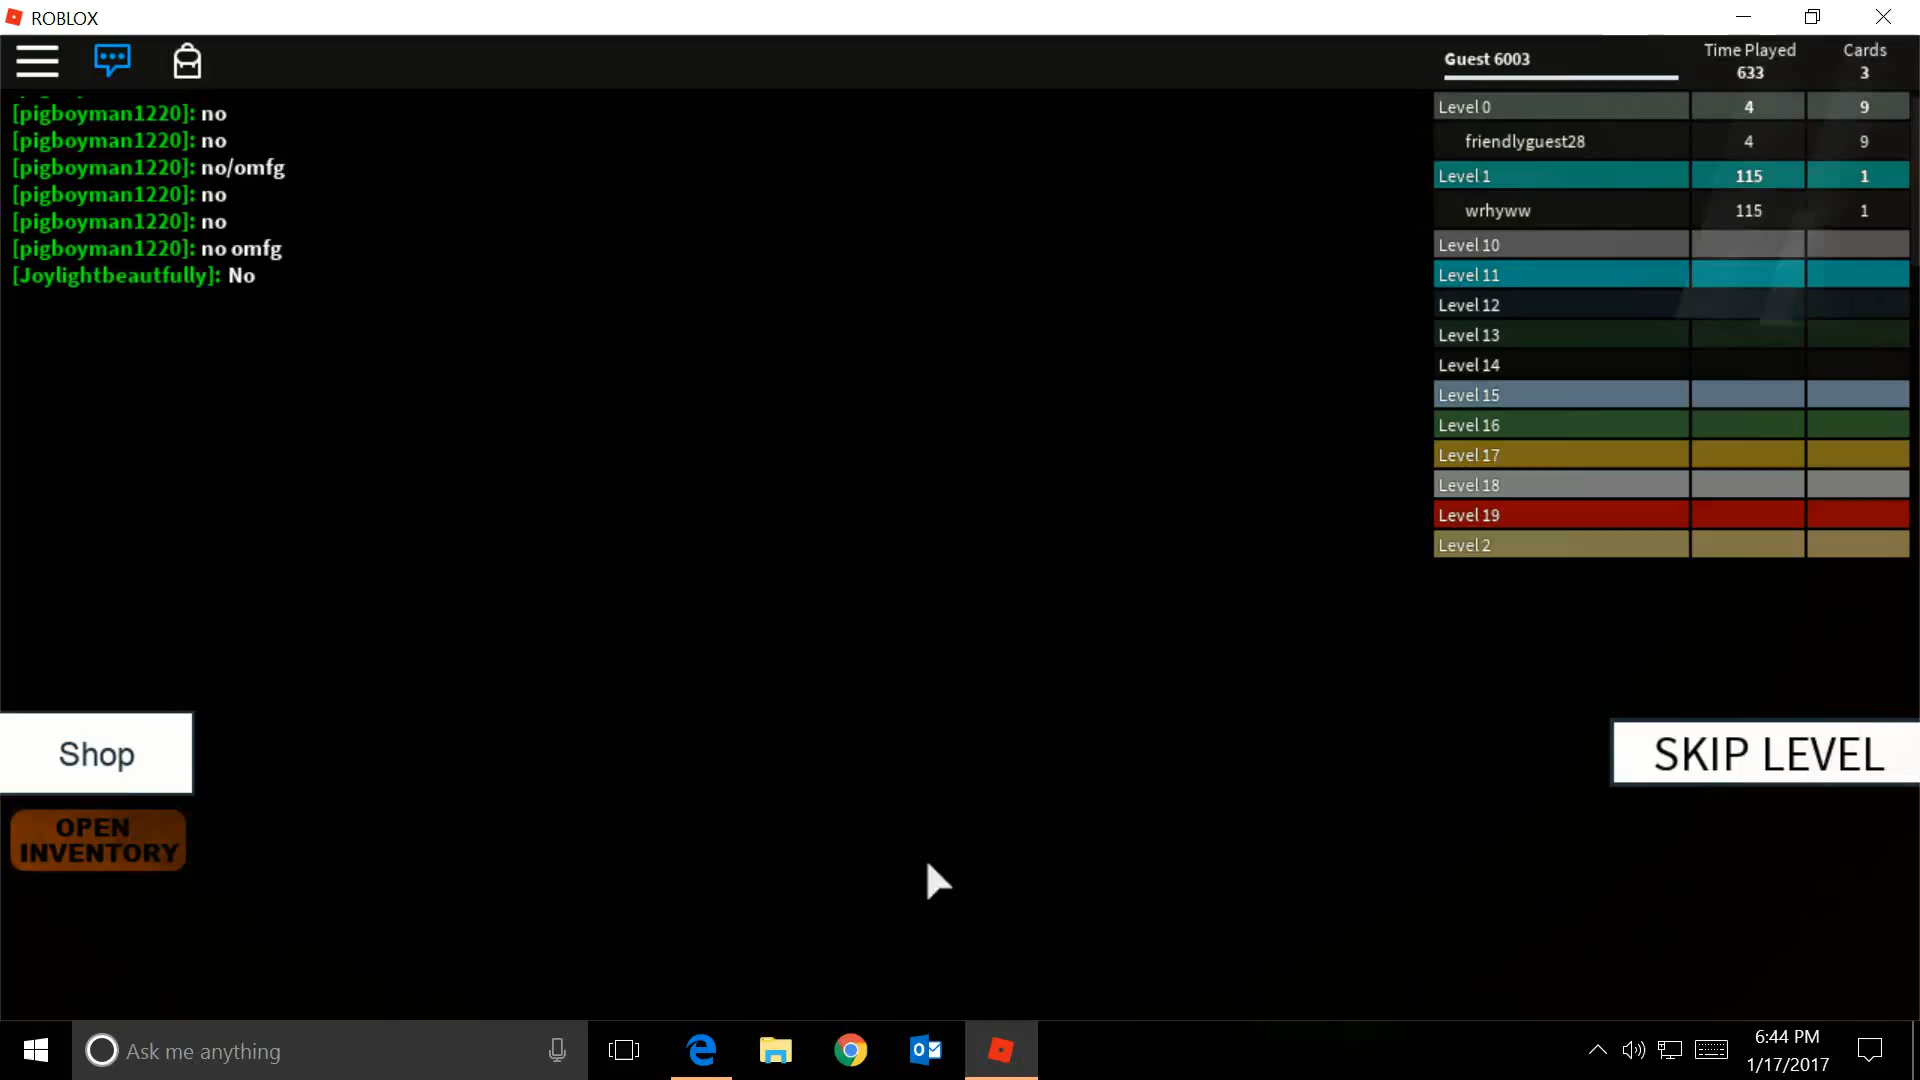 ROBLOX
Guest 6003
Time Played
633
Cards
3
[pigboyman1220]: no
[pigboyman1220]: no
[pigboyman1220]: no/omfg
[pigboyman1220]: no
[pigboyman1220]: no
[pigboyman1220]: no omfg
[Joylightbeautfully]: No
Level 0 4 9
friendlyguest28 4 9
Level 1 115 1
wrhyww 115 1
Level 10
Level 11
Level 12
Level 13
Level 14
Level 15
Level 16
Level 17
Level 18
Level 19
Level 2
Shop
SKIP LEVEL
OPEN
INVENTORY
Ask me anything
6:44 PM
1/17/2017